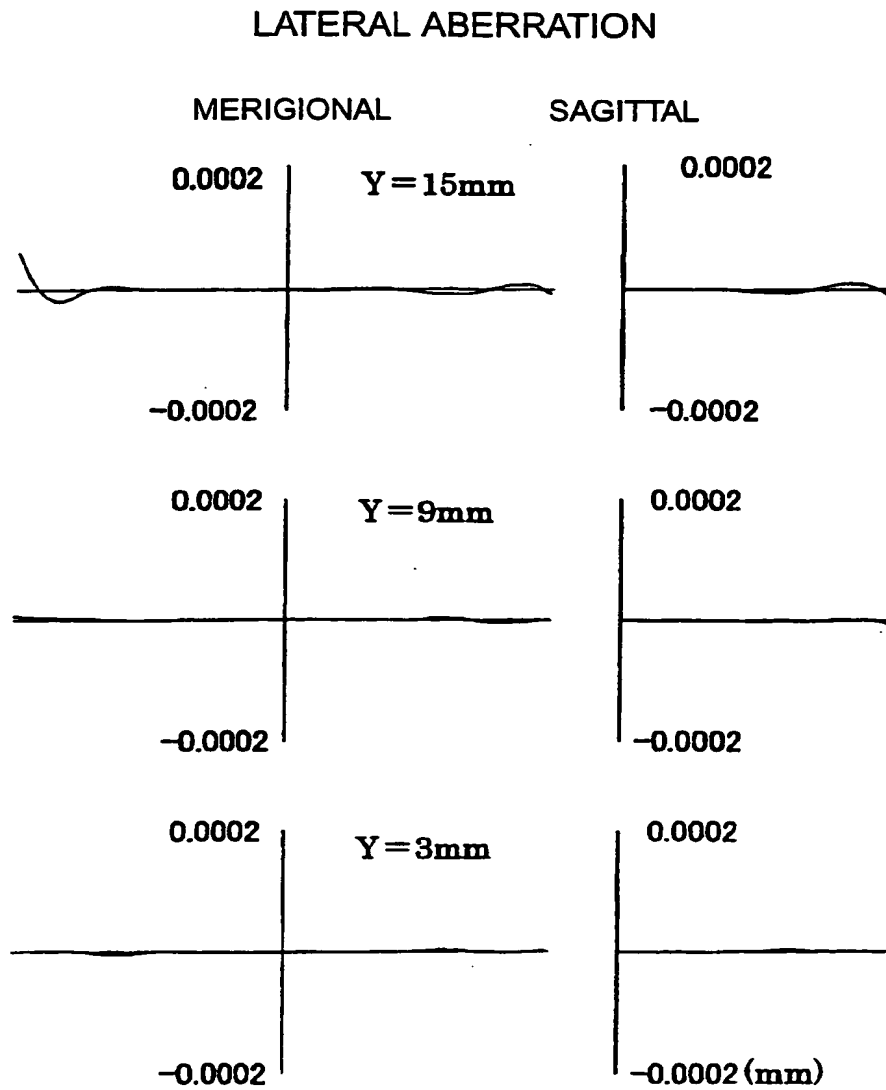 LATERAL ABERRATION
MERIGIONAL SAGITTAL
0.0002 Y=15mm 0.0002
-0.0002 -0.0002
0.0002 Y=9mm 0.0002
-0.0002 -0.0002
0.0002 Y=3mm 0.0002
-0.0002 -0.0002 (mm)